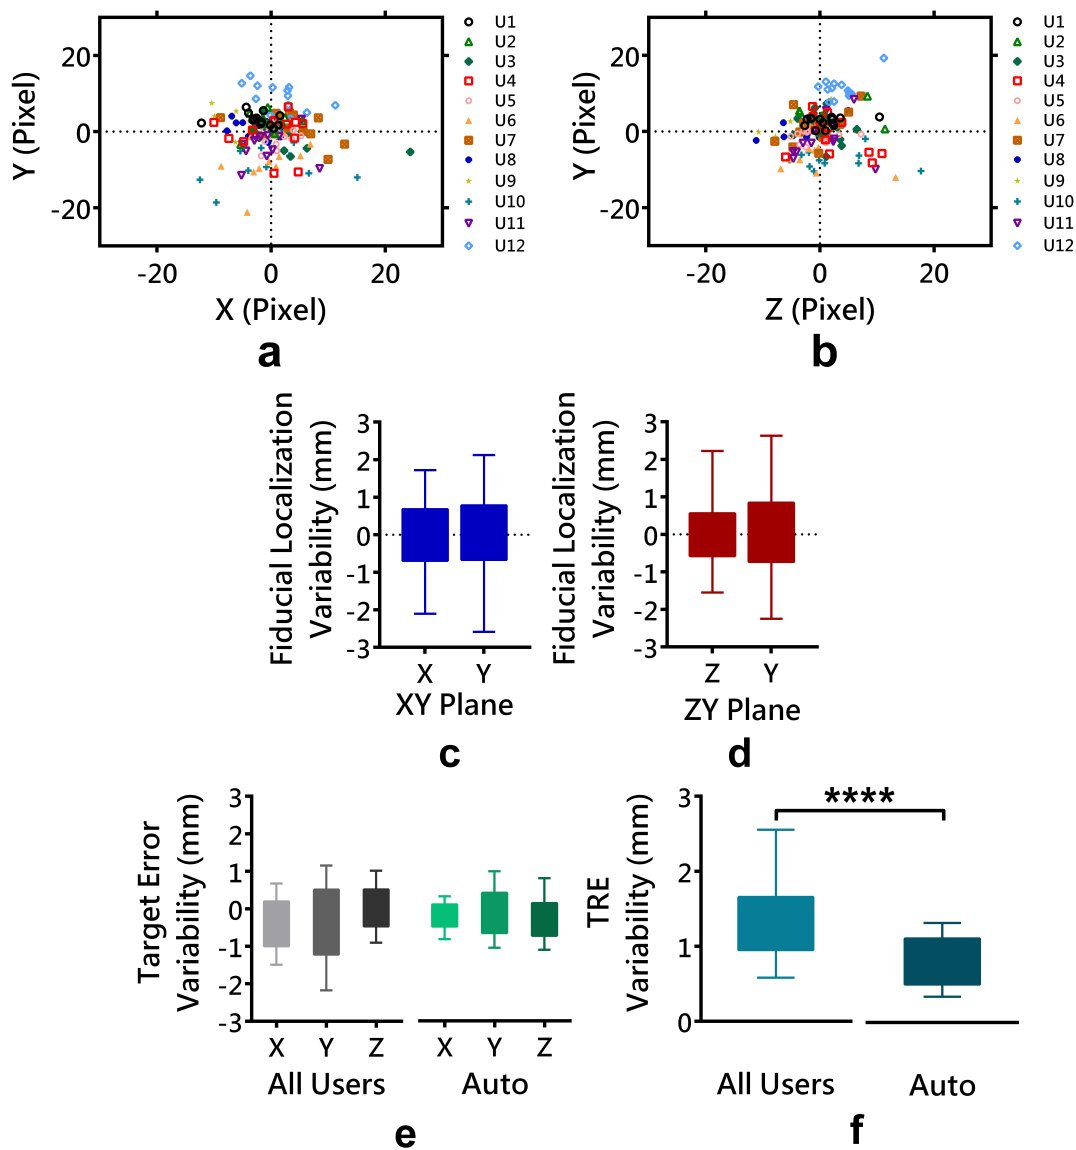 20
0
-20
Y (Pixel)
-20 0 20
X (Pixel)
U1
U2
U3
U4
U5
U6
U7
U8
U9
U10
U11
U12
a
20
0
-20
Y (Pixel)
-20 0 20
Z (Pixel)
U1
U2
U3
U4
U5
U6
U7
U8
U9
U10
U11
U12
b
Fiducial Localization
Variability (mm)
3
2
1
0
-1
-2
-3
X Y
XY Plane
c
Fiducial Localization
Variability (mm)
3
2
1
0
-1
-2
-3
Z Y
ZY Plane
d
Target Error
Variability (mm)
3
2
1
0
-1
-2
-3
X Y Z X Y Z
All Users Auto
e
TRE
Variability (mm)
3
2
1
0
****
All Users Auto
f